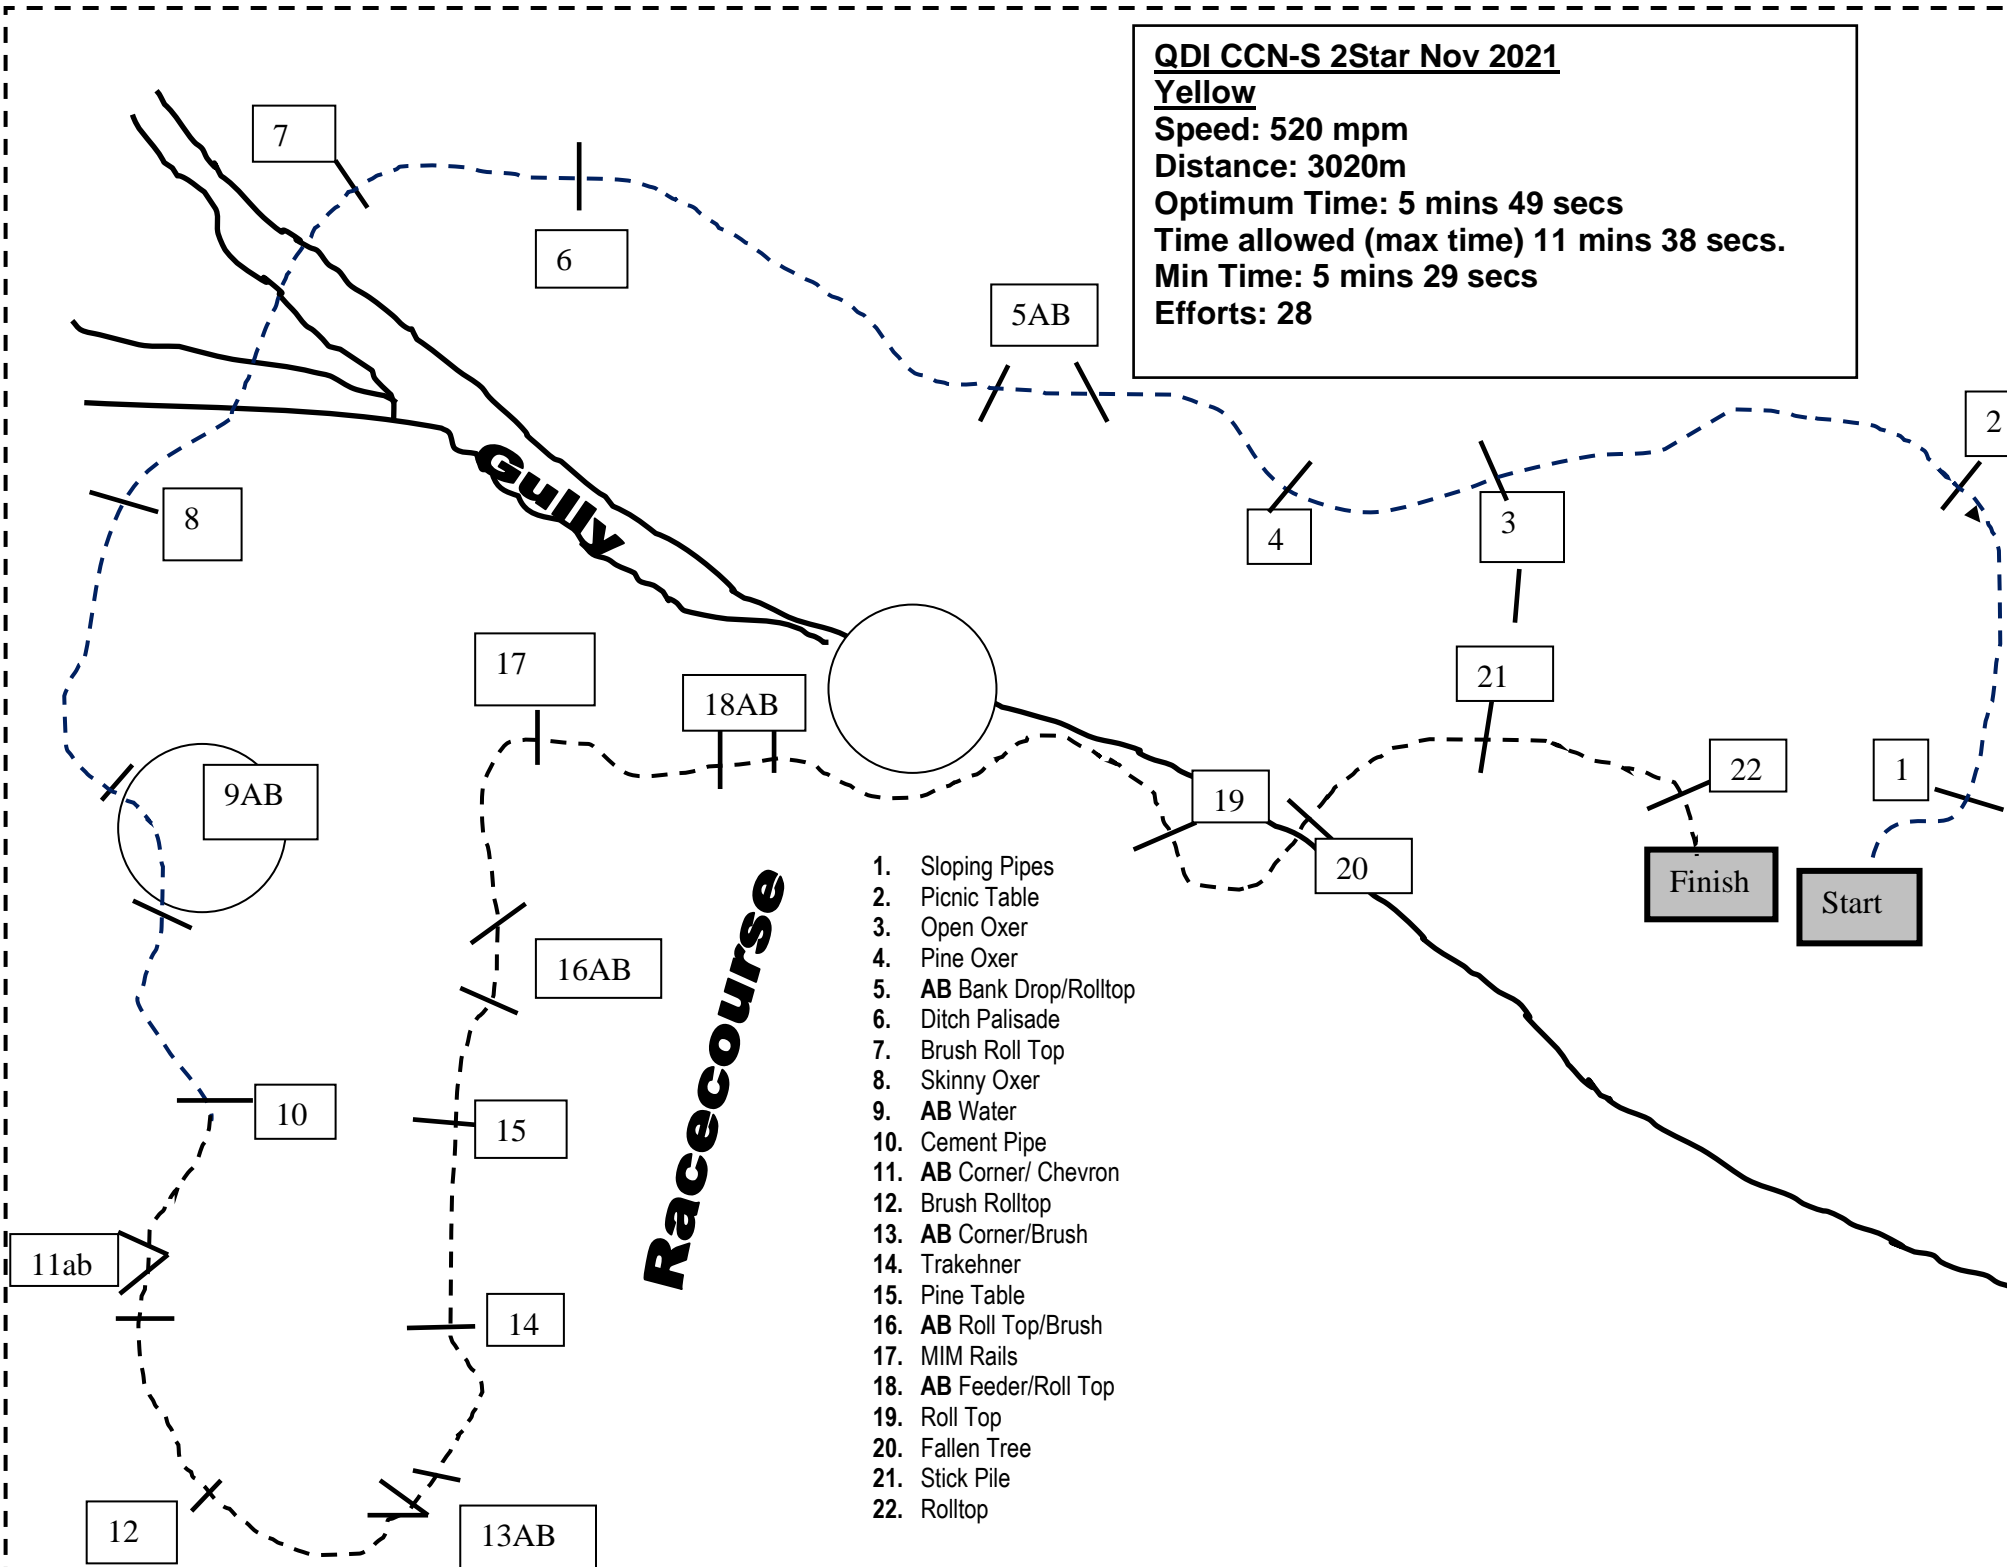 QDI CCN-S 2Star Nov 2021
Yellow
Speed: 520 mpm
Distance: 3020m
Optimum Time: 5 mins 49 secs
Time allowed (max time) 11 mins 38 secs.
Min Time: 5 mins 29 secs
Efforts: 28
7
6
5AB
2
8
4
3
Gully
17
18AB
21
9AB
19
22
1
20
Finish
Start
16AB
Racecourse
10
15
11ab
14
12
13AB
1. Sloping Pipes
2. Picnic Table
3. Open Oxer
4. Pine Oxer
5. AB Bank Drop/Rolltop
6. Ditch Palisade
7. Brush Roll Top
8. Skinny Oxer
9. AB Water
10. Cement Pipe
11. AB Corner/ Chevron
12. Brush Rolltop
13. AB Corner/Brush
14. Trakehner
15. Pine Table
16. AB Roll Top/Brush
17. MIM Rails
18. AB Feeder/Roll Top
19. Roll Top
20. Fallen Tree
21. Stick Pile
22. Rolltop